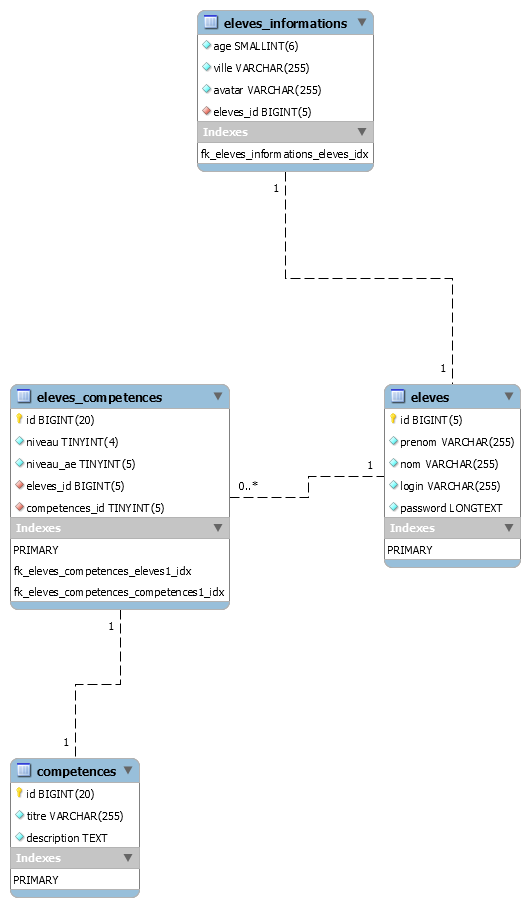 eleves_informations
age SMALLINT(6)
ville VARCHAR(255)
avatar VARCHAR(255)
eleves_id BIGINT(5)
Indexes
fk_eleves_informations_eleves_idx
1
1
eleves_competences
id BIGINT(20)
niveau TINYINT(4)
niveau_ae TINYINT(5)
eleves_id BIGINT(5)
competences_id TINYINT(5)
Indexes
PRIMARY
fk_eleves_competences_eleves1_idx
fk_eleves_competences_competences1_idx
0..*
1
eleves
id BIGINT(5)
prenom VARCHAR(255)
nom VARCHAR(255)
login VARCHAR(255)
password LONGTEXT
Indexes
PRIMARY
1
1
competences
id BIGINT(20)
titre VARCHAR(255)
description TEXT
Indexes
PRIMARY